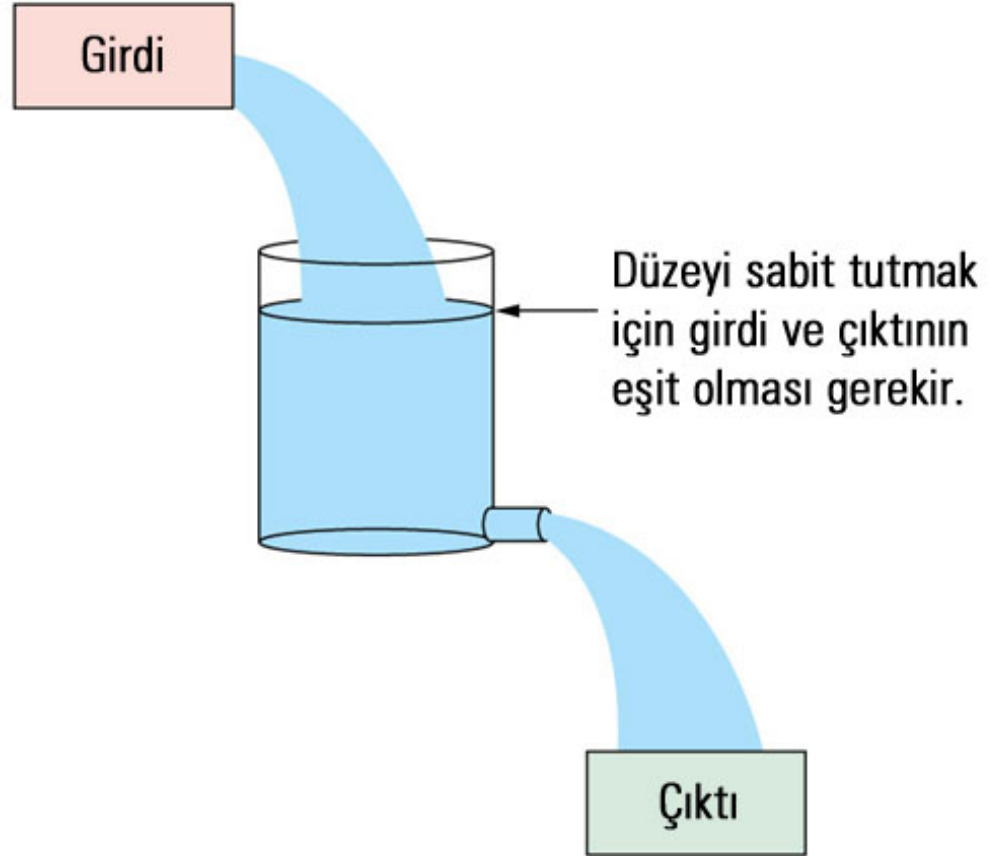 Girdi
Düzeyi sabit tutmak
için girdi ve çıktının
eşit olması gerekir.
Çıktı